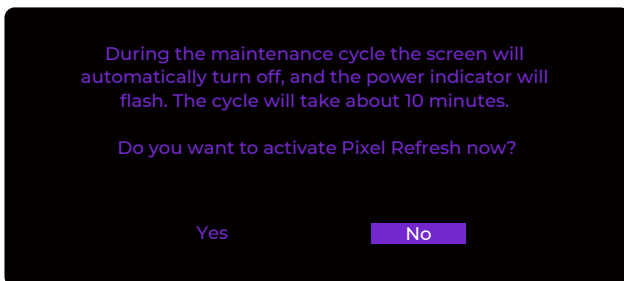 During the maintenance cycle the screen will
automatically turn off, and the power indicator will
flash. The cycle will take about 10 minutes.
Do you want to activate Pixel Refresh now?
Yes No